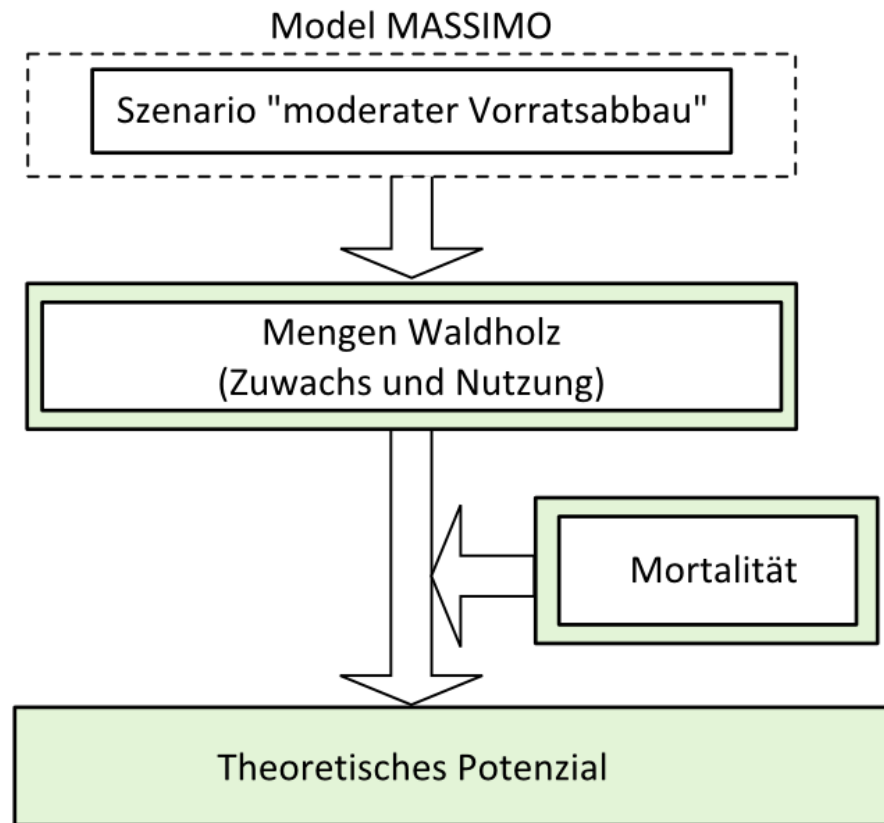 Model MASSIMO
Szenario "moderater Vorratsabbau"
Mengen Waldholz
(Zuwachs und Nutzung)
Mortalität
Theoretisches Potenzial